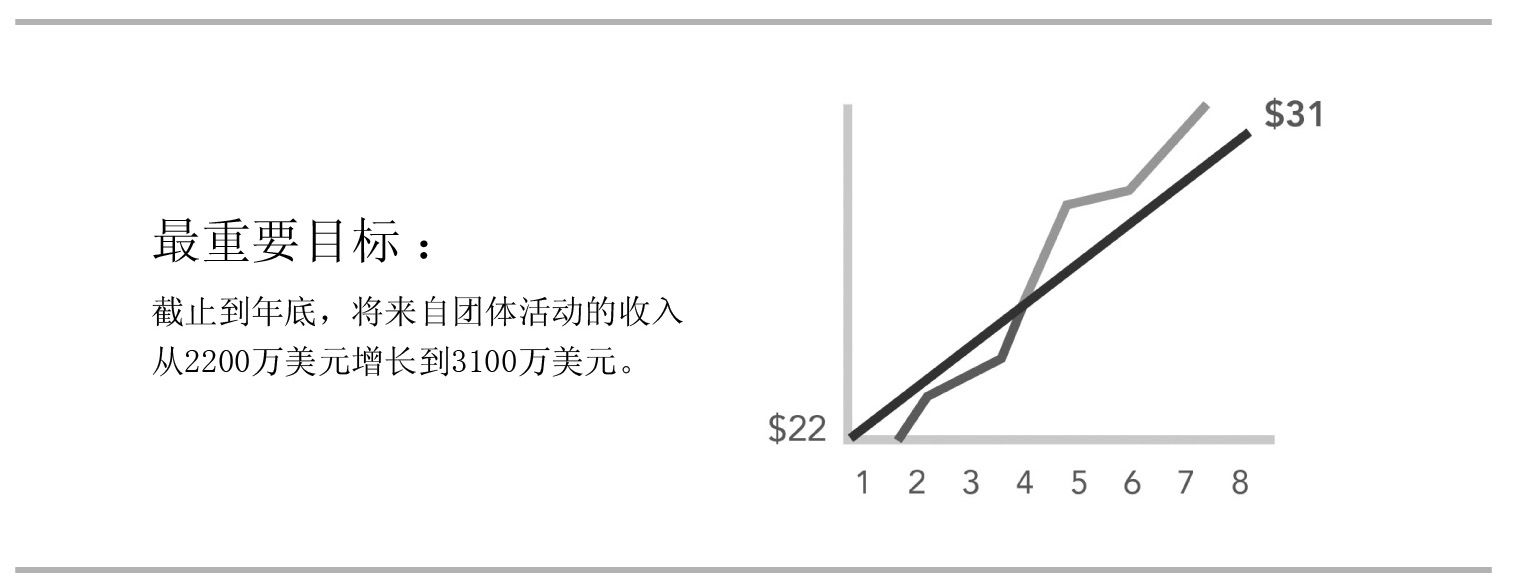 最重要目标：
截止到年底，将来自团体活动的收入
从2200万美元增长到3100万美元。
$31
$22
1 2 3 4 5 6 7 8